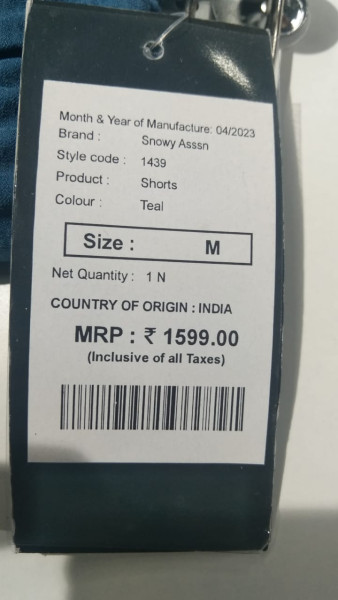 Month & Year of Manufacture: 04/2023
Brand : Snowy Asssn
Style code : 1439
Product : Shorts
Colour : Teal
Size : M
Net Quantity : 1 N
COUNTRY OF ORIGIN : INDIA
MRP : ₹ 1599.00
(Inclusive of all Taxes)